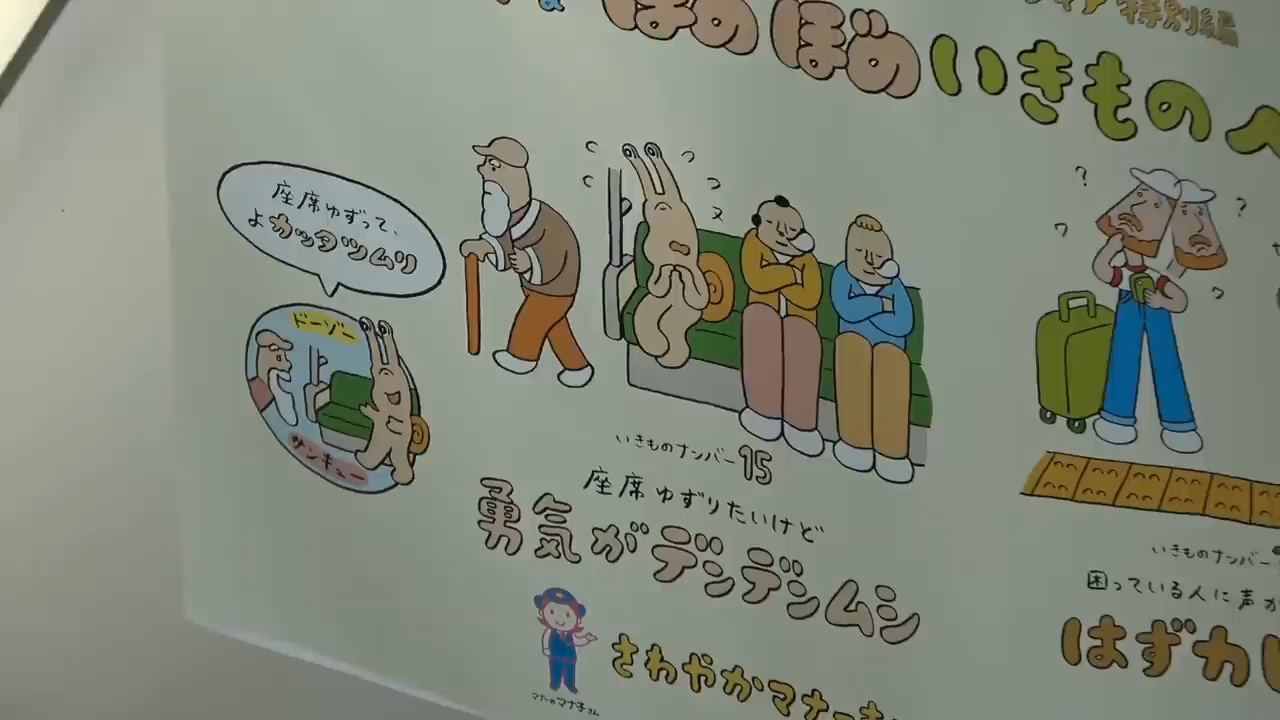 特別編
ほのぼのいきもの
座席ゆずって、
よカッタツムリ
ドーゾー
サンキュー
いきものナンバー15
座席ゆずりたいけど
勇気がデンデンムシ
マナーのマナ子さん
さわやかマナー
いきものナンバー
困っている人に声
はずカ